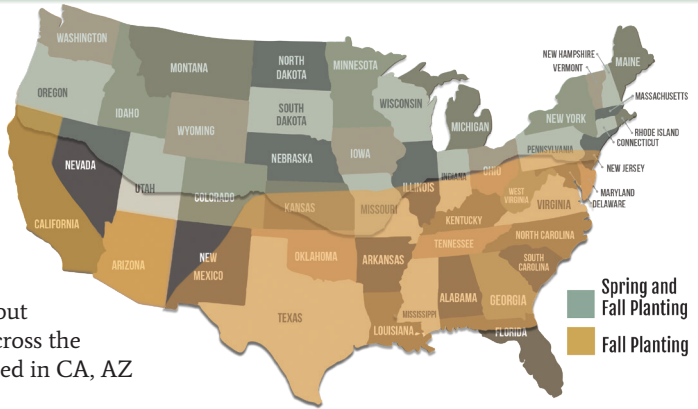 WASHINGTON
OREGON
IDAHO
MONTANA
WYOMING
NORTH
DAKOTA
SOUTH
DAKOTA
NEBRASKA
MINNESOTA
IOWA
WISCONSIN
MICHIGAN
NEVADA
UTAH
COLORADO
CALIFORNIA
ARIZONA
NEW
MEXICO
KANSAS
OKLAHOMA
TEXAS
MISSOURI
ARKANSAS
LOUISIANA
ILLINOIS
INDIANA
OHIO
KENTUCKY
TENNESSEE
MISSISSIPPI
ALABAMA
GEORGIA
FLORIDA
SOUTH
CAROLINA
NORTH CAROLINA
VIRGINIA
WEST
VIRGINIA
PENNSYLVANIA
NEW YORK
NEW HAMPSHIRE
VERMONT
MAINE
MASSACHUSETTS
RHODE ISLAND
CONNECTICUT
NEW JERSEY
MARYLAND
DELAWARE
Spring and
Fall Planting
Fall Planting
out
cross the
ed in CA, AZ